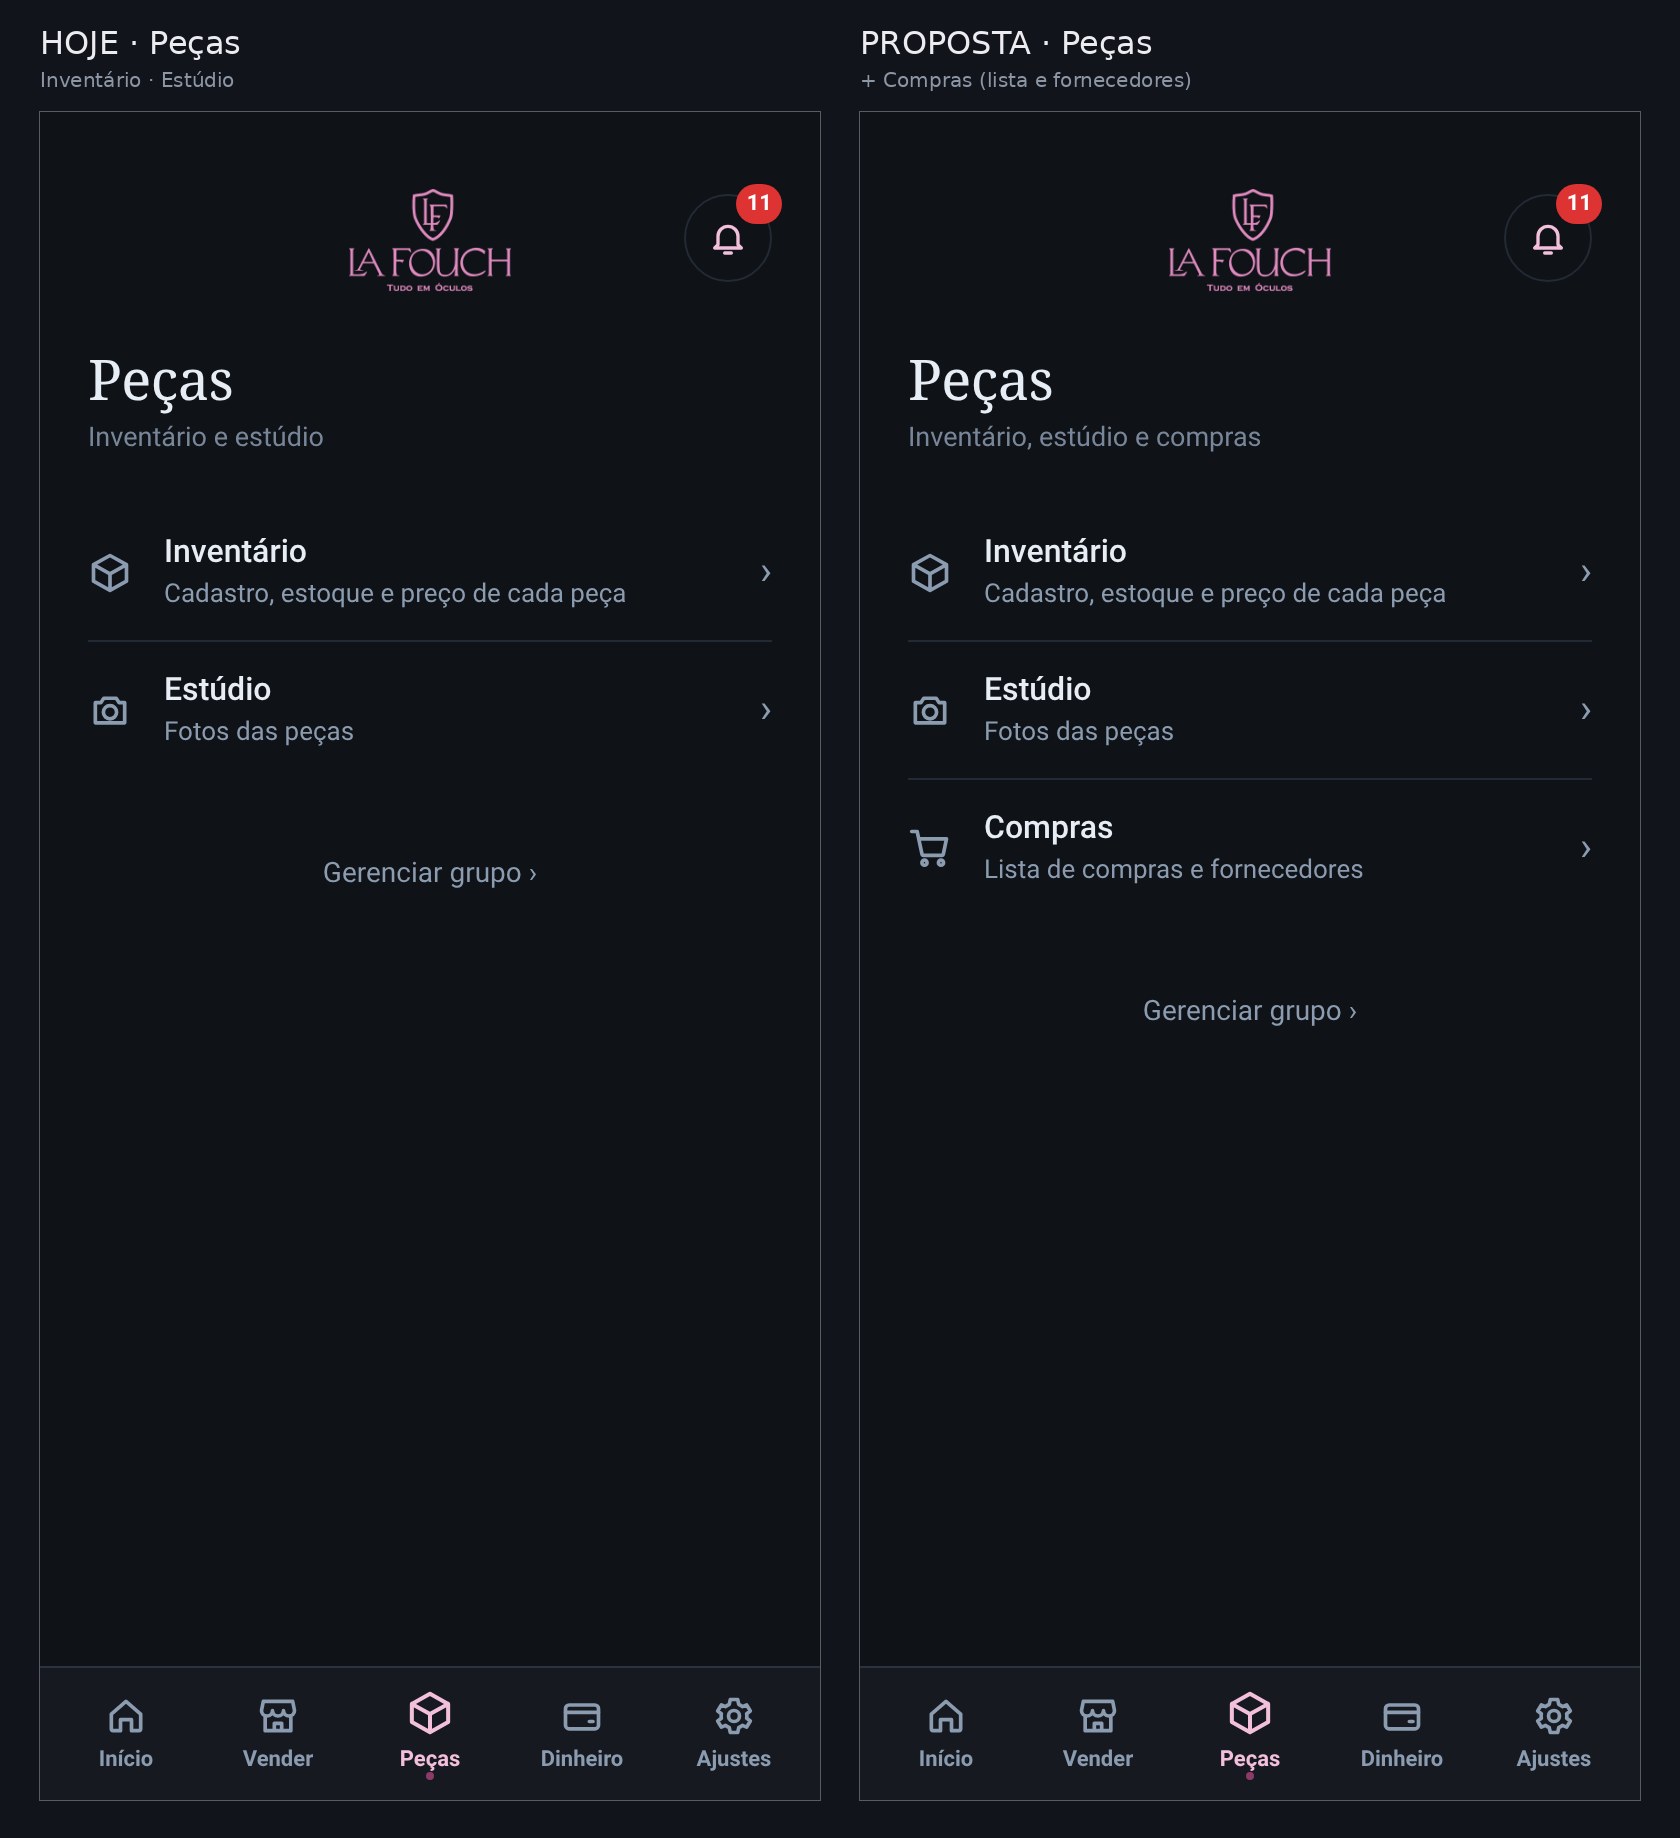 HOJE · Peças
Inventário · Estúdio
LF
LA FOUCH
TUDO EM ÓCULOS
11
Peças
Inventário e estúdio
Inventário
Cadastro, estoque e preço de cada peça
›
Estúdio
Fotos das peças
›
Gerenciar grupo ›
Início
Vender
Peças
Dinheiro
Ajustes
PROPOSTA · Peças
+ Compras (lista e fornecedores)
LF
LA FOUCH
TUDO EM ÓCULOS
11
Peças
Inventário, estúdio e compras
Inventário
Cadastro, estoque e preço de cada peça
›
Estúdio
Fotos das peças
›
Compras
Lista de compras e fornecedores
›
Gerenciar grupo ›
Início
Vender
Peças
Dinheiro
Ajustes